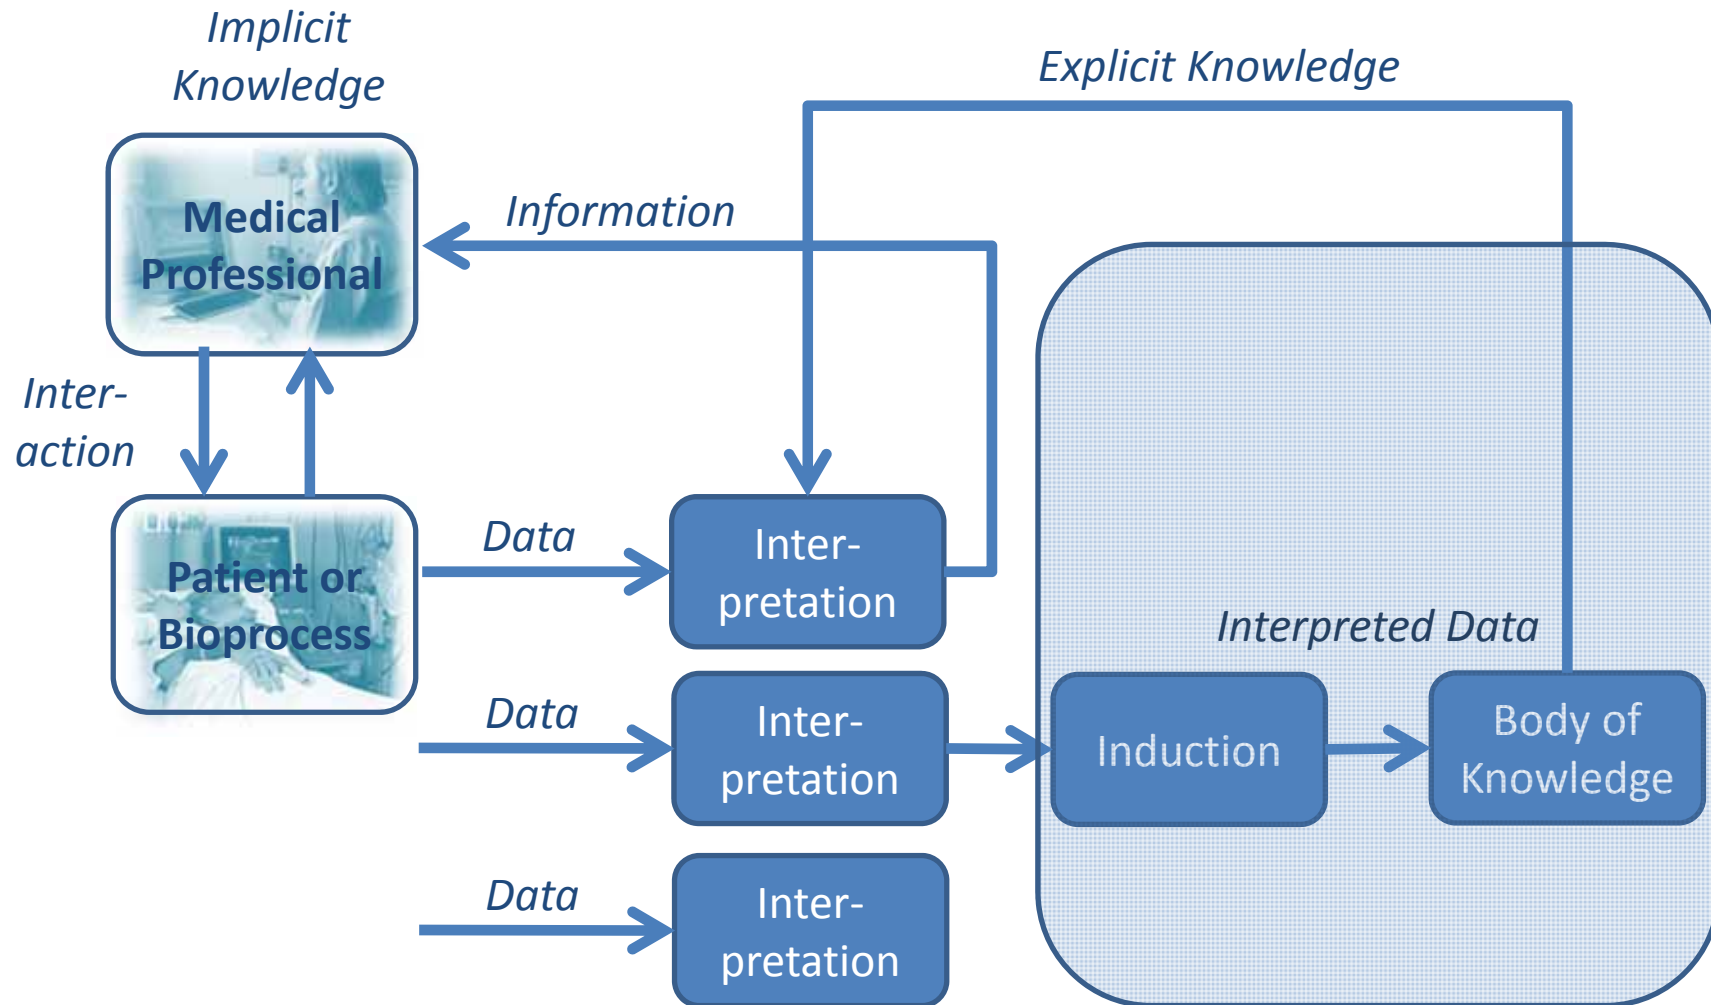 Implicit
Knowledge
Explicit Knowledge
Medical
Professional
Information
Inter-
action
Patient or
Bioprocess
Data
Inter-
pretation
Interpreted Data
Data
Inter-
pretation
Induction
Body of
Knowledge
Data
Inter-
pretation